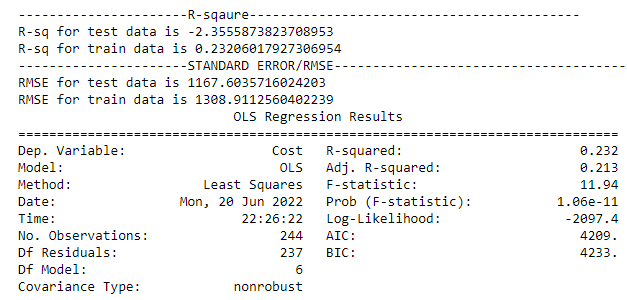 ----------------------R-sqaure-------------------------------------------
R-sq for test data is -2.3555873823708953
R-sq for train data is 0.23206017927306954
----------------------STANDARD ERROR/RMSE--------------------------------------
RMSE for test data is 1167.6035716024203
RMSE for train data is 1308.9112560402239
OLS Regression Results
==============================================================================
Dep. Variable: Cost R-squared: 0.232
Model: OLS Adj. R-squared: 0.213
Method: Least Squares F-statistic: 11.94
Date: Mon, 20 Jun 2022 Prob (F-statistic): 1.06e-11
Time: 22:26:22 Log-Likelihood: -2097.4
No. Observations: 244 AIC: 4209.
Df Residuals: 237 BIC: 4233.
Df Model: 6
Covariance Type: nonrobust